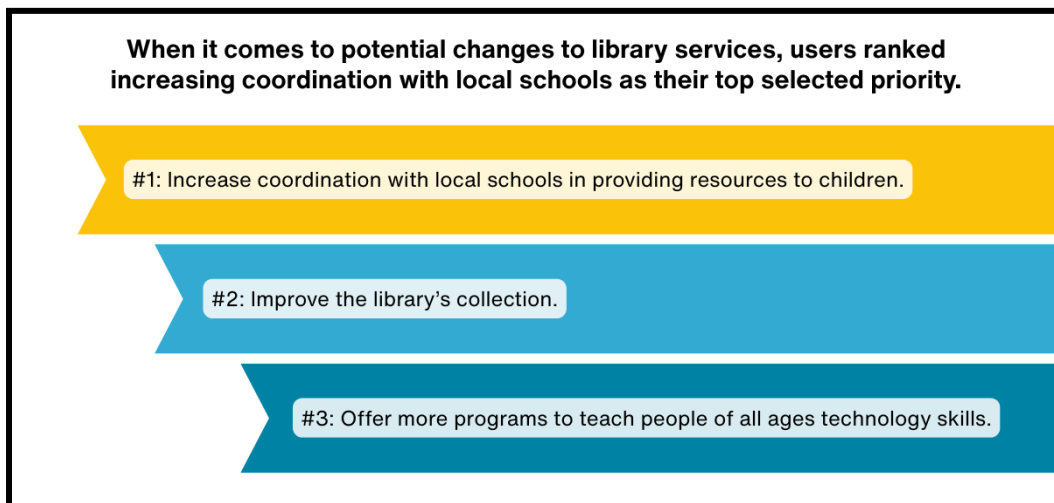 When it comes to potential changes to library services, users ranked
increasing coordination with local schools as their top selected priority.
#1: Increase coordination with local schools in providing resources to children.
#2: Improve the library’s collection.
#3: Offer more programs to teach people of all ages technology skills.